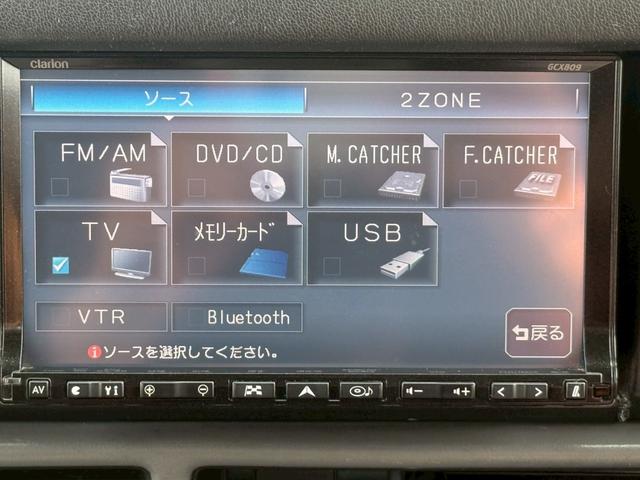 clarion GCX809
ソース 2ZONE
FM/AM DVD/CD M.CATCHER F.CATCHER
FILE
TV メモリーカード USB
VTR Bluetooth
戻る
ソースを選択してください。
AV